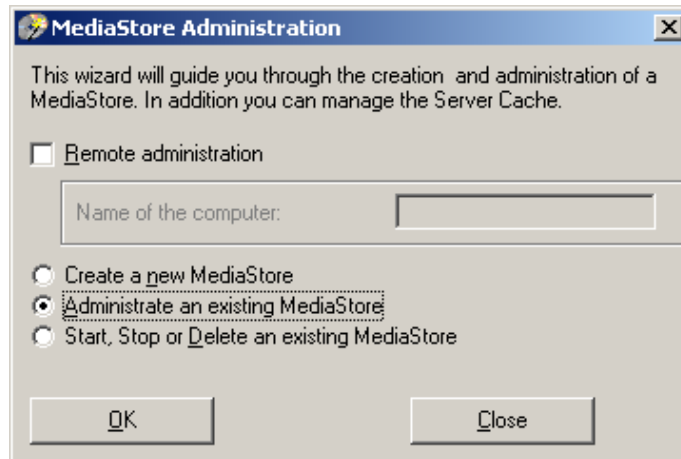 MediaStore Administration
This wizard will guide you through the creation  and administration of a
MediaStore. In addition you can manage the Server Cache.
Remote administration
Name of the computer:
Create a new MediaStore
Administrate an existing MediaStore
Start, Stop or Delete an existing MediaStore
OK Close